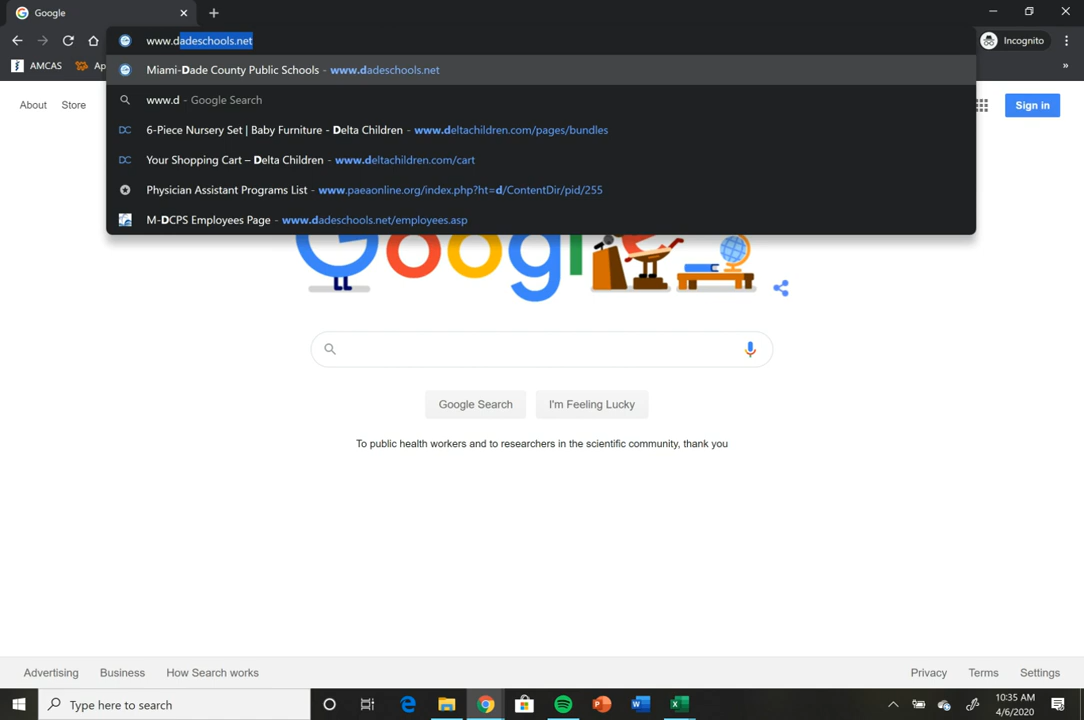 Google
www.dadeschools.net
Incognito
AMCAS
Ap
»
Miami-Dade County Public Schools - www.dadeschools.net
www.d - Google Search
6-Piece Nursery Set | Baby Furniture - Delta Children - www.deltachildren.com/pages/bundles
Your Shopping Cart – Delta Children - www.deltachildren.com/cart
Physician Assistant Programs List - www.paeaonline.org/index.php?ht=d/ContentDir/pid/255
M-DCPS Employees Page - www.dadeschools.net/employees.asp
About Store
Sign in
Google Search
I'm Feeling Lucky
To public health workers and to researchers in the scientific community, thank you
Advertising Business How Search works
Privacy Terms Settings
Type here to search
10:35 AM
4/6/2020